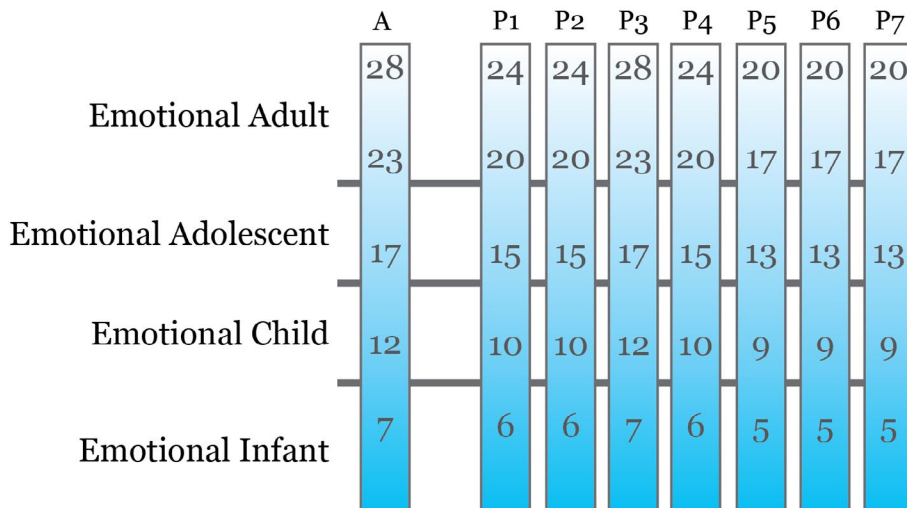 A P1 P2 P3 P4 P5 P6 P7
28 24 24 28 24 20 20 20
Emotional Adult
23 20 20 23 20 17 17 17
Emotional Adolescent
17 15 15 17 15 13 13 13
Emotional Child
12 10 10 12 10 9 9 9
7 6 6 7 6 5 5 5
Emotional Infant